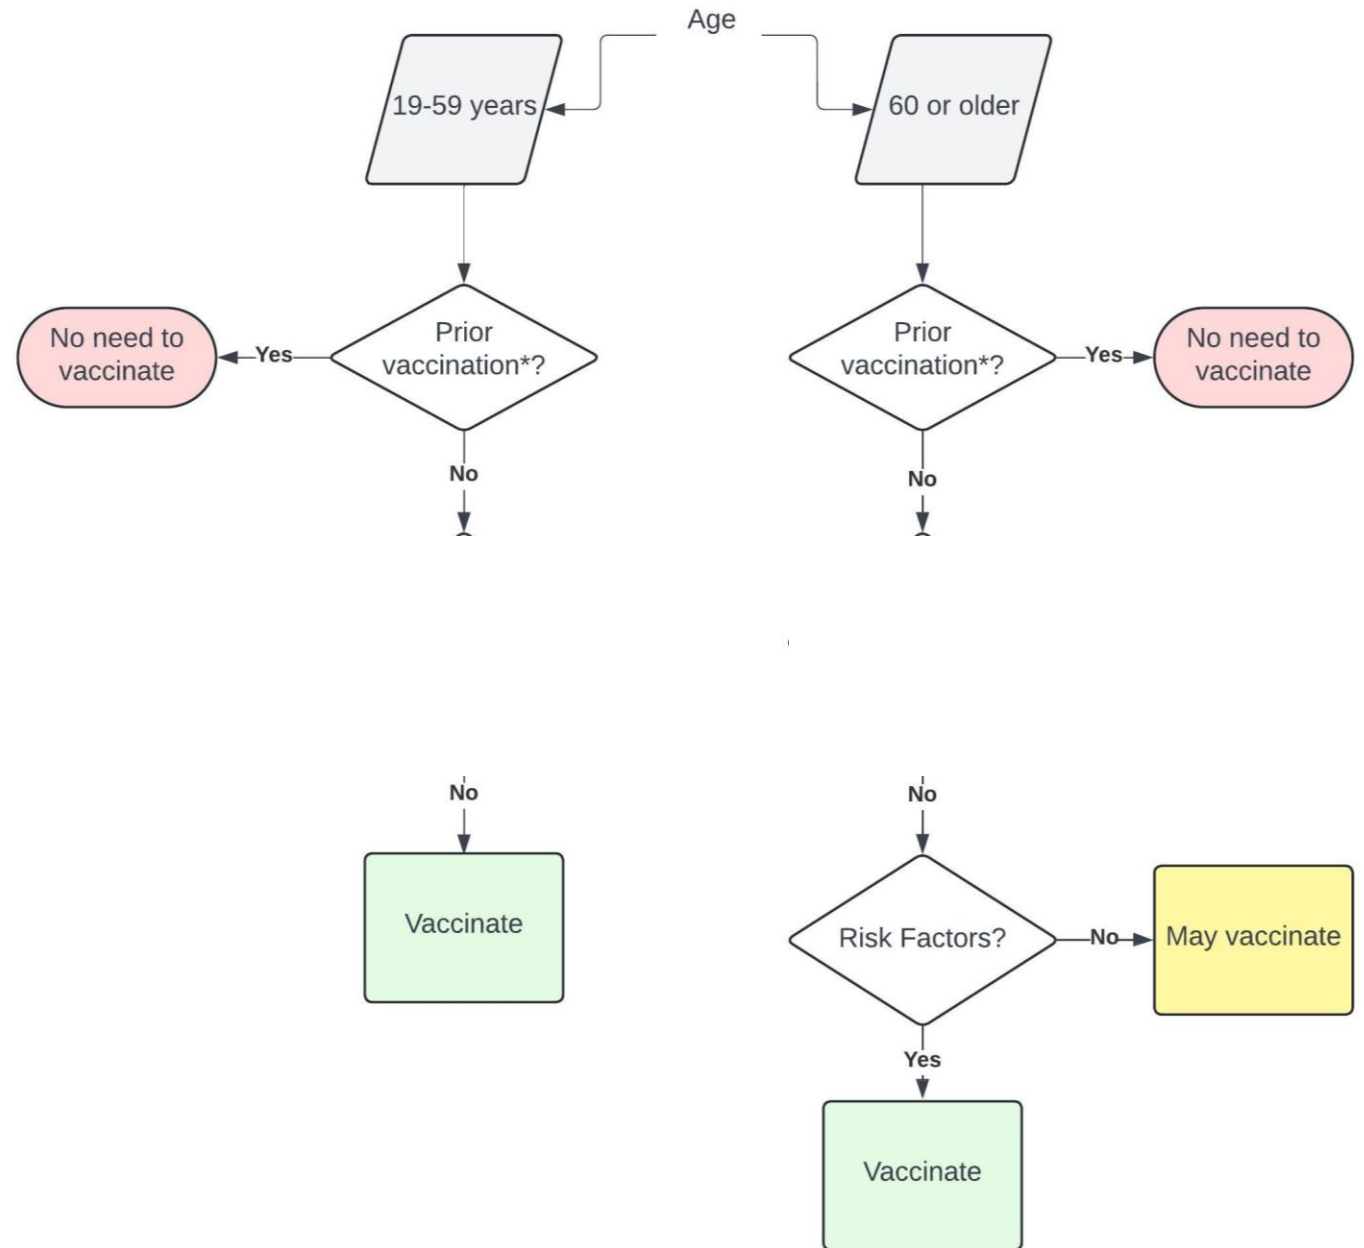 Age
19-59 years
60 or older
No need to
vaccinate
Yes
Prior
vaccination*?
Prior
vaccination*?
Yes
No need to
vaccinate
No
No
No
No
Vaccinate
Risk Factors?
No
May vaccinate
Yes
Vaccinate